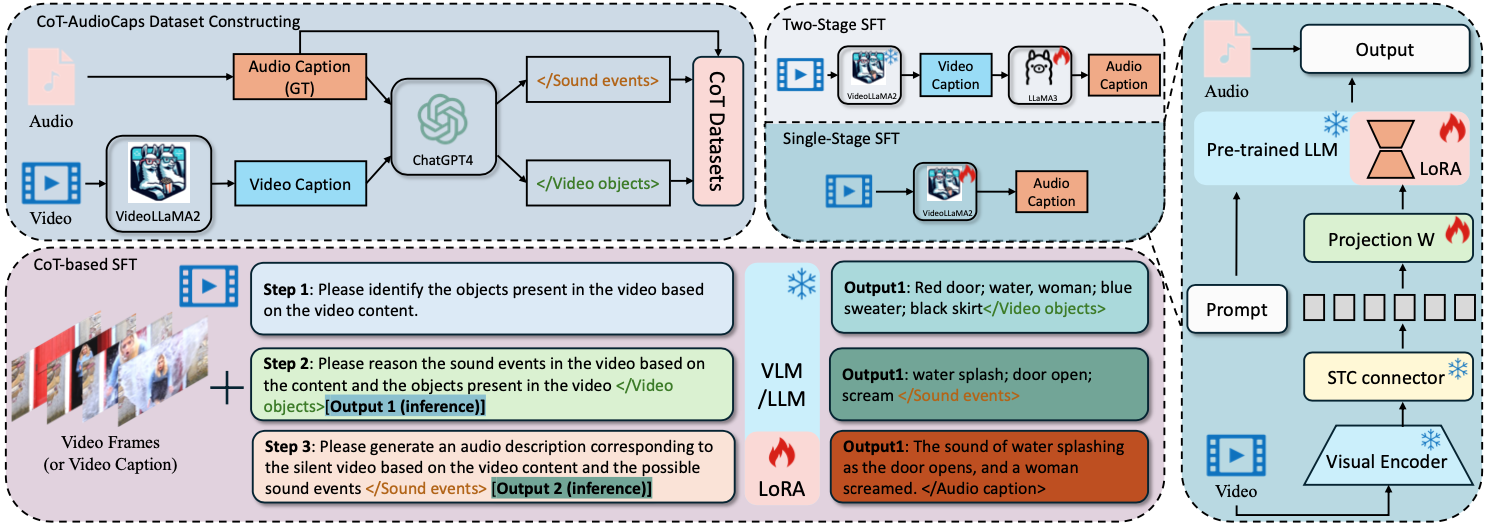 CoT-AudioCaps Dataset Constructing
Audio
Audio Caption
(GT)
Video
VideoLLaMA2
Video Caption
ChatGPT4
</Sound events>
</Video objects>
CoT Datasets
Two-Stage SFT
VideoLLaMA2
Video
Caption
LLaMA3
Audio
Caption
Single-Stage SFT
VideoLLaMA2
Audio
Caption
CoT-based SFT
Video Frames
(or Video Caption)
Step 1: Please identify the objects present in the video based
on the video content.
Step 2: Please reason the sound events in the video based on
the content and the objects present in the video </Video
objects>[Output 1 (inference)]
Step 3: Please generate an audio description corresponding to
the silent video based on the video content and the possible
sound events </Sound events> [Output 2 (inference)]
VLM
/LLM
LoRA
Output1: Red door; water, woman; blue
sweater; black skirt</Video objects>
Output1: water splash; door open;
scream </Sound events>
Output1: The sound of water splashing
as the door opens, and a woman
screamed. </Audio caption>
Audio
Output
Pre-trained LLM
LoRA
Projection W
Prompt
STC connector
Visual Encoder
Video